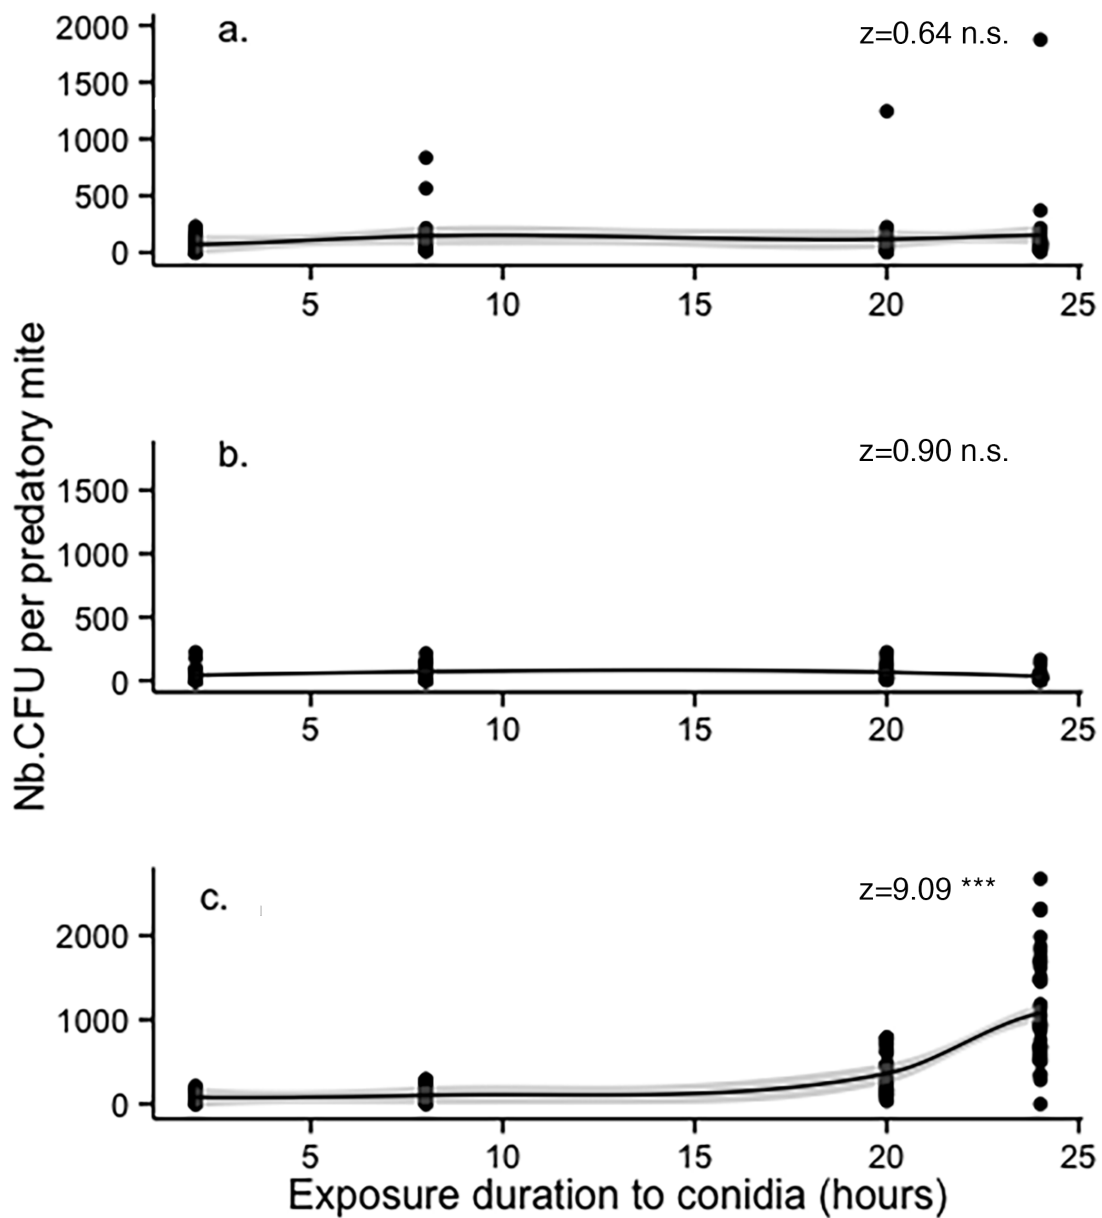 a.
z=0.64 n.s.
2000
1500
1000
500
0
5 10 15 20 25
Nb.CFU per predatory mite
b.
z=0.90 n.s.
1500
1000
500
0
5 10 15 20 25
c.
z=9.09 ***
2000
1000
0
5 10 15 20 25
Exposure duration to conidia (hours)